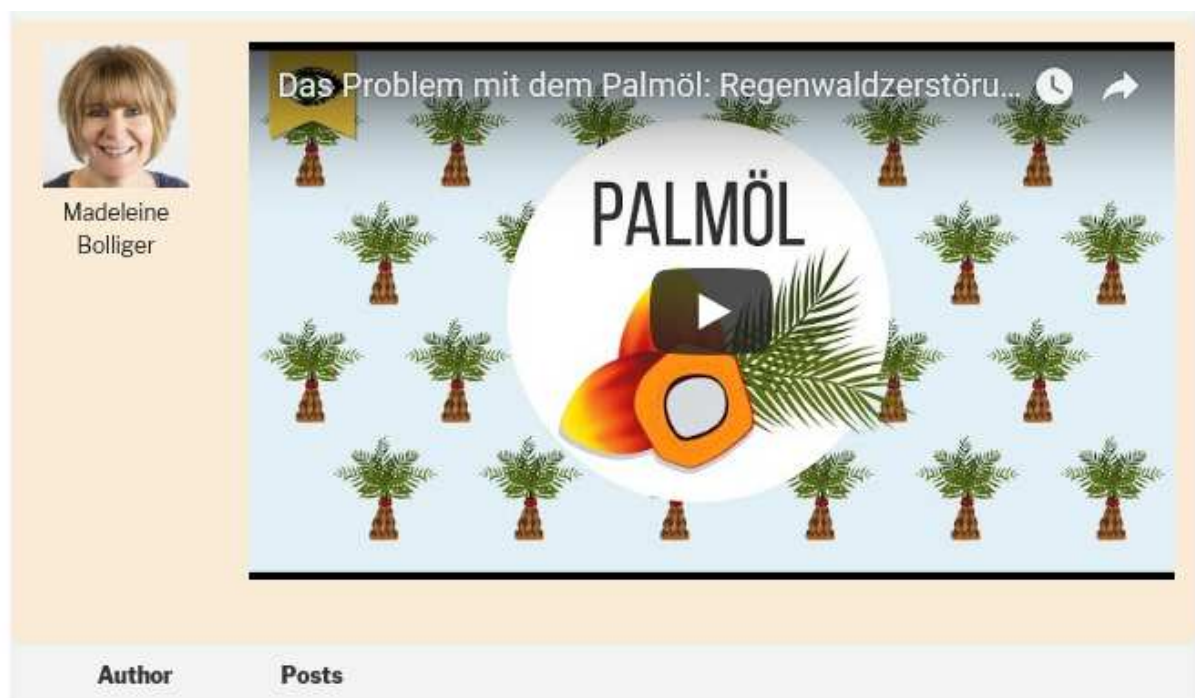 Das Problem mit dem Palmöl: Regenwaldzerstöru...
PALMÖL
Madeleine
Bolliger
Author Posts